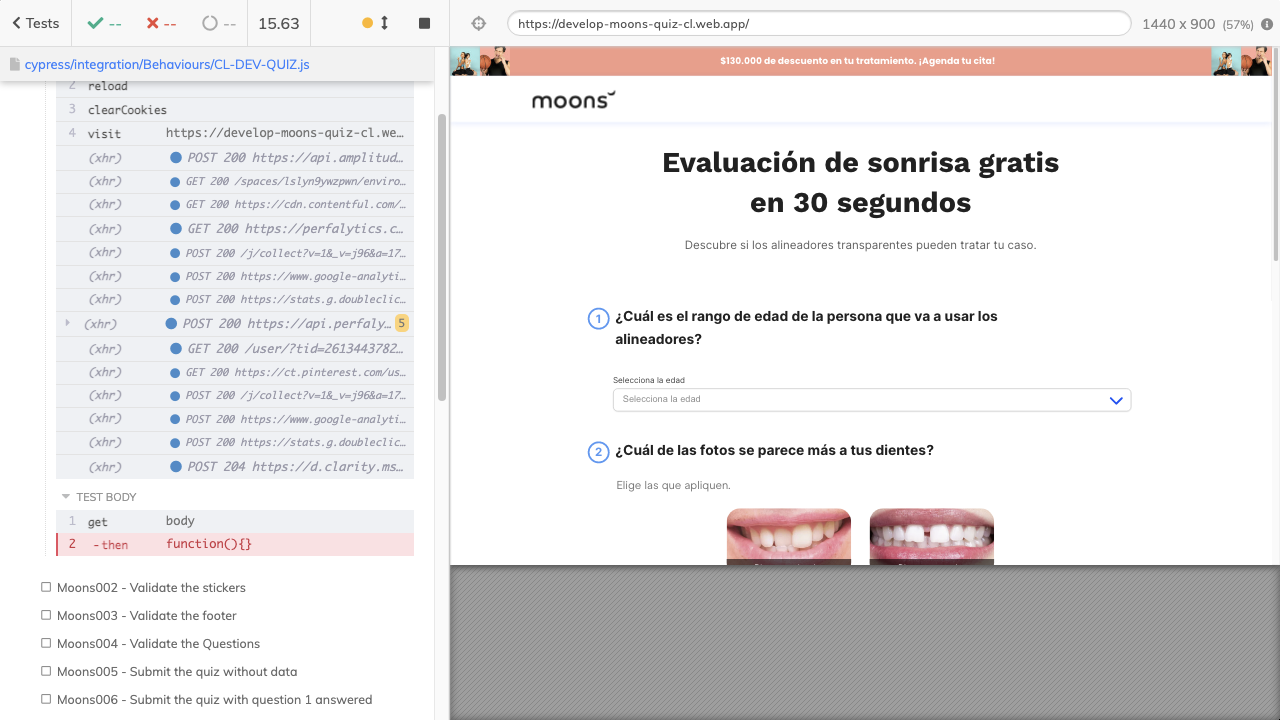 Tests
--
--
--
15.63
cypress/integration/Behaviours/CL-DEV-QUIZ.js
2 reload
3 clearCookies
4 visit https://develop-moons-quiz-cl.we...
(xhr) POST 200 https://api.amplitud...
(xhr) GET 200 /spaces/islyn9ywzpwn/enviro...
(xhr) GET 200 https://cdn.contentful.com/...
(xhr) GET 200 https://perfalytics.c...
(xhr) POST 200 /j/collect?v=1&_v=j96&a=17...
(xhr) POST 200 https://www.google-analyti...
(xhr) POST 200 https://stats.g.doubleclic...
(xhr) POST 200 https://api.perfaly... 5
(xhr) GET 200 /user/?tid=2613443782...
(xhr) GET 200 https://ct.pinterest.com/us...
(xhr) POST 200 /j/collect?v=1&_v=j96&a=17...
(xhr) POST 200 https://www.google-analyti...
(xhr) POST 200 https://stats.g.doubleclic...
(xhr) POST 204 https://d.clarity.ms...
TEST BODY
1 get body
2 -then function(){}
Moons002 - Validate the stickers
Moons003 - Validate the footer
Moons004 - Validate the Questions
Moons005 - Submit the quiz without data
Moons006 - Submit the quiz with question 1 answered
https://develop-moons-quiz-cl.web.app/
1440 x 900 (57%)
$130.000 de descuento en tu tratamiento. ¡Agenda tu cita!
moons
Evaluación de sonrisa gratis
en 30 segundos
Descubre si los alineadores transparentes pueden tratar tu caso.
1 ¿Cuál es el rango de edad de la persona que va a usar los
alineadores?
Selecciona la edad
Selecciona la edad
2 ¿Cuál de las fotos se parece más a tus dientes?
Elige las que apliquen.